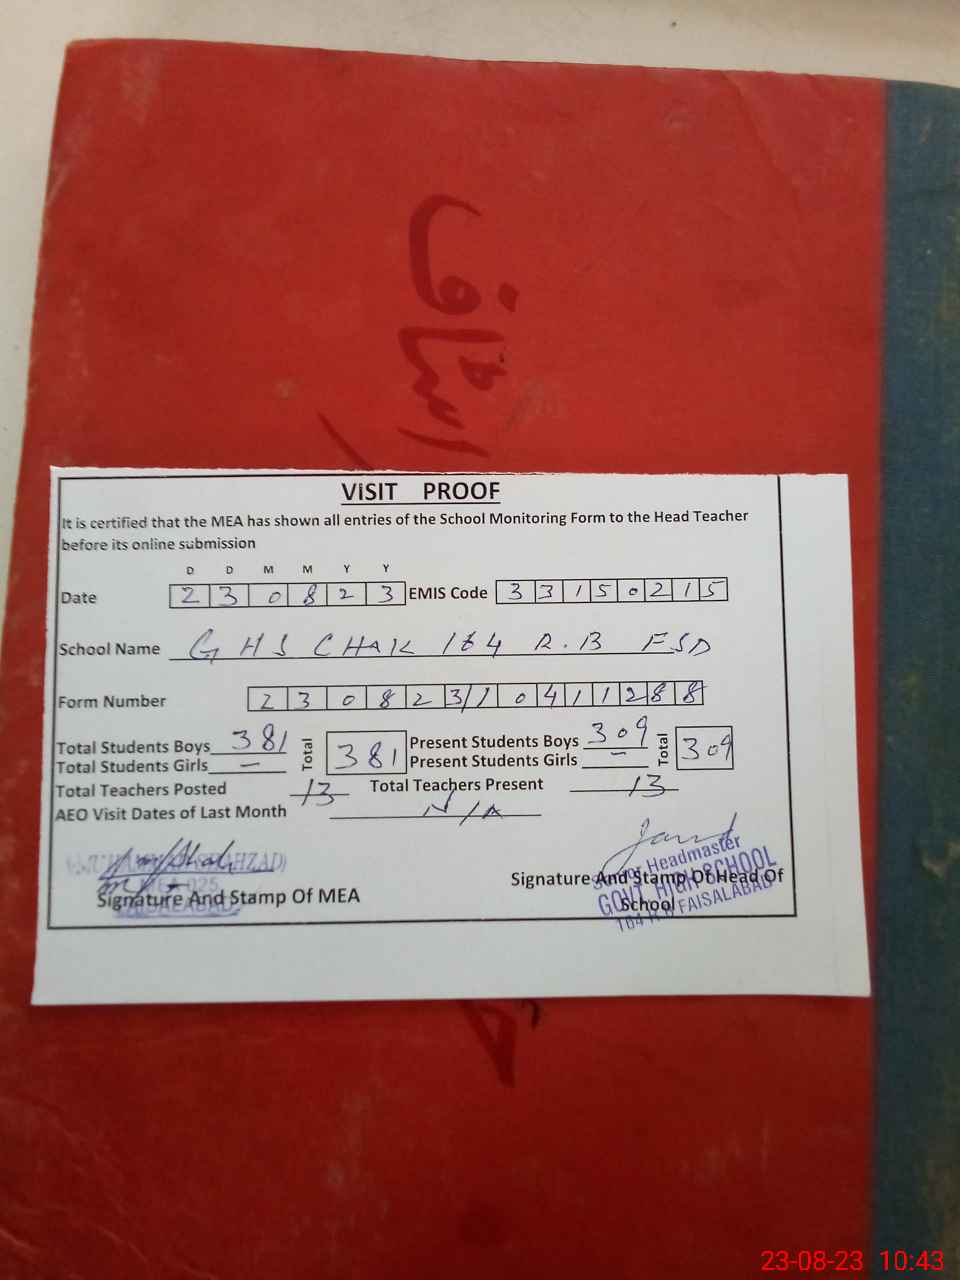 VISIT PROOF
It is certified that the MEA has shown all entries of the School Monitoring Form to the Head Teacher
before its online submission
D D M M Y Y
Date 2 3 0 8 2 3 EMIS Code 3 3 1 5 0 2 1 5
School Name G H S CHAK 164 R.B FSD
Form Number 2 3 0 8 2 3/1 0 4 1 1 2 8 8
Total Students Boys 381 Total 381 Present Students Boys 309 Total 309
Total Students Girls — Present Students Girls —
Total Teachers Posted 13 Total Teachers Present 13
AEO Visit Dates of Last Month N/A
Signature And Stamp Of MEA
Headmaster
Signature And Stamp Of Head Of
School
GOVT. HIGH SCHOOL
164 R B FAISALABAD
23-08-23 10:43